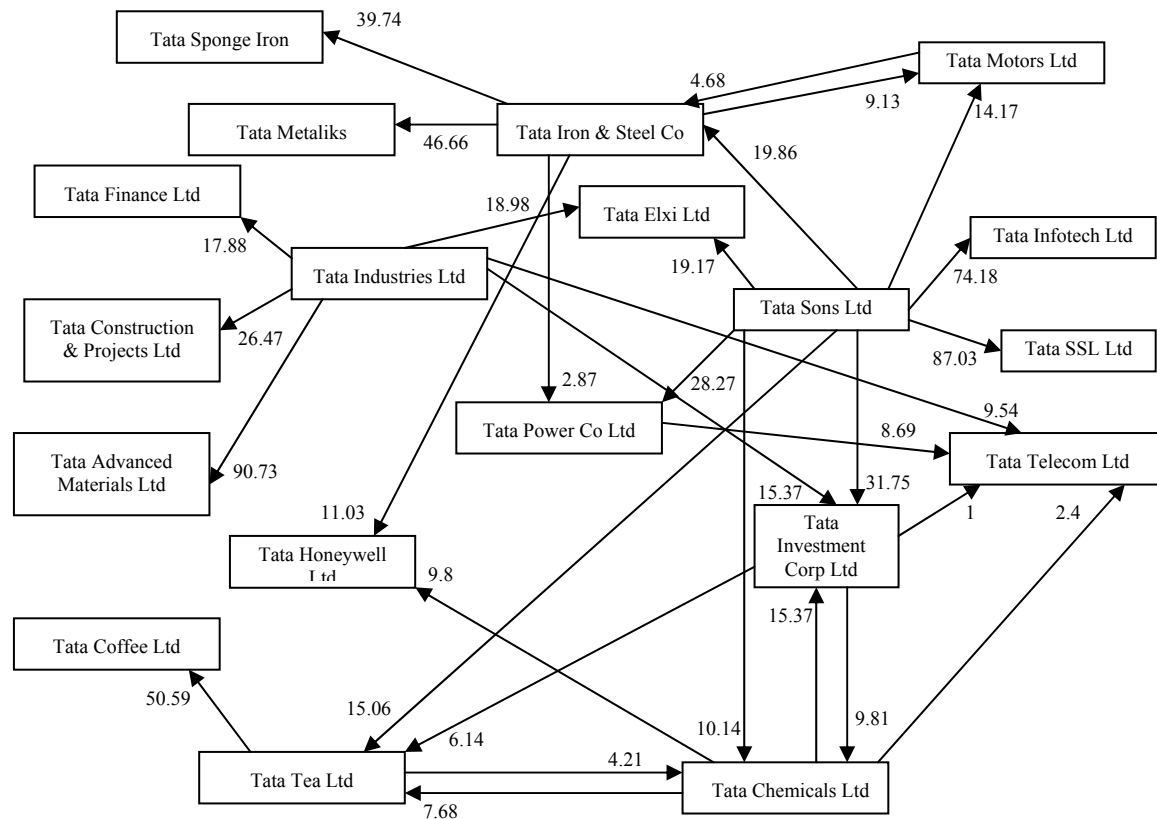 39.74
Tata Sponge Iron
Tata Motors Ltd
4.68
9.13
14.17
Tata Metaliks
46.66
Tata Iron & Steel Co
19.86
Tata Finance Ltd
17.88
18.98
Tata Elxi Ltd
19.17
Tata Infotech Ltd
74.18
Tata Industries Ltd
Tata Sons Ltd
Tata Construction
& Projects Ltd
26.47
Tata SSL Ltd
87.03
2.87
28.27
Tata Power Co Ltd
8.69
9.54
Tata Telecom Ltd
Tata Advanced
Materials Ltd
90.73
15.37
31.75
11.03
1
2.4
Tata Honeywell
Ltd
9.8
Tata
Investment
Corp Ltd
15.37
Tata Coffee Ltd
50.59
15.06
6.14
10.14
9.81
Tata Tea Ltd
4.21
7.68
Tata Chemicals Ltd